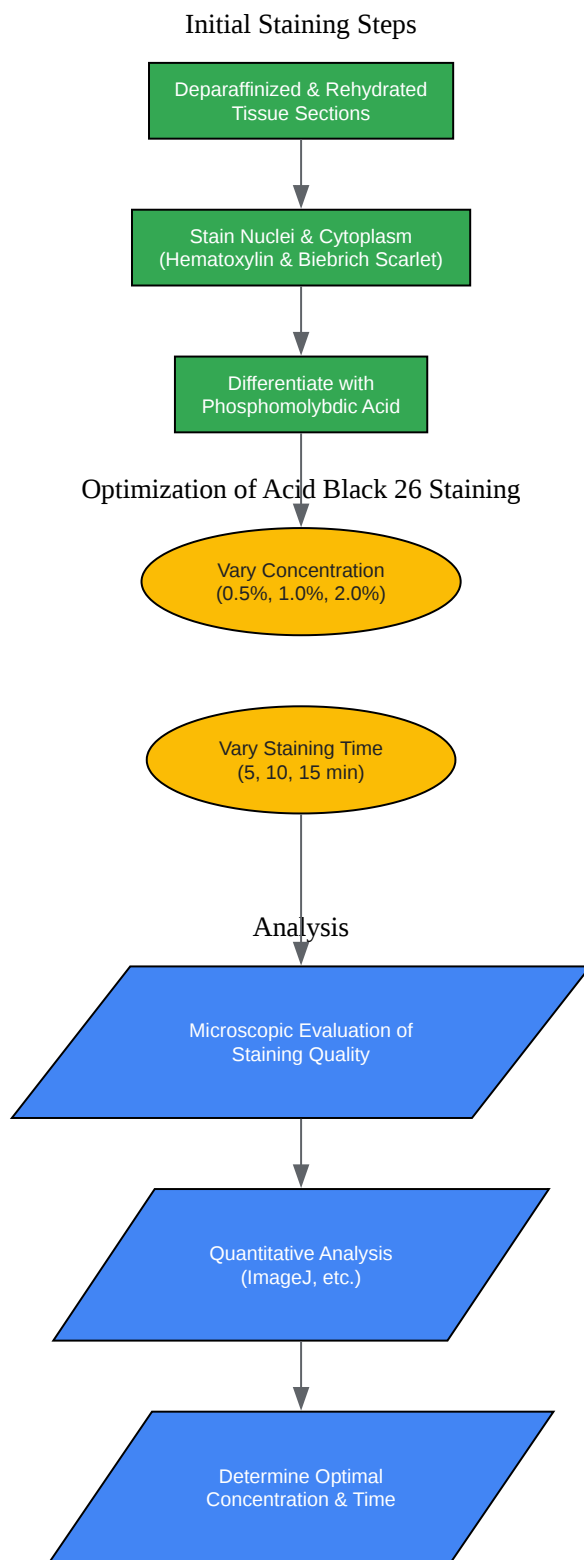 Initial Staining Steps
Deparaffinized & Rehydrated
Tissue Sections
Stain Nuclei & Cytoplasm
(Hematoxylin & Biebrich Scarlet)
Differentiate with
Phosphomolybdic Acid
Optimization of Acid Black 26 Staining
Vary Concentration
(0.5%, 1.0%, 2.0%)
Vary Staining Time
(5, 10, 15 min)
Analysis
Microscopic Evaluation of
Staining Quality
Quantitative Analysis
(ImageJ, etc.)
Determine Optimal
Concentration & Time